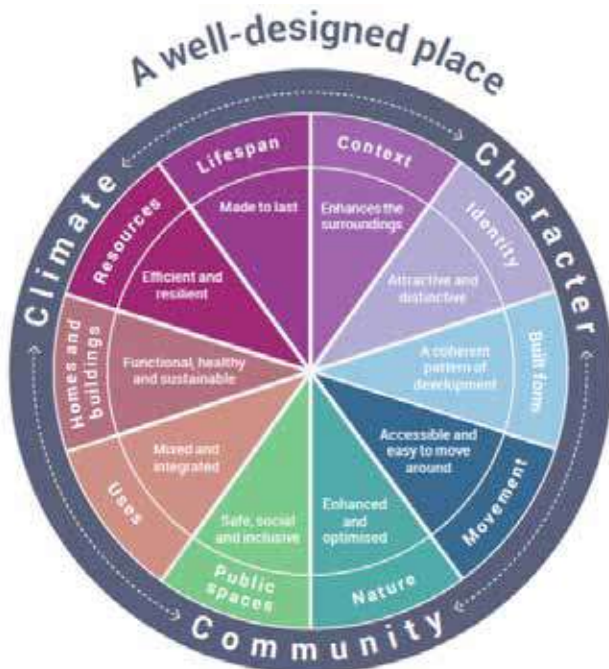 A well-designed place
Climate
Character
Community
Context
Enhances the
surroundings
Identity
Attractive and
distinctive
Built form
A coherent
pattern of
development
Movement
Accessible and
easy to move
around
Nature
Enhanced
and
optimised
Public
spaces
Safe, social
and inclusive
Uses
Mixed and
integrated
Homes and
buildings
Functional, healthy
and sustainable
Resources
Efficient and
resilient
Lifespan
Made to last